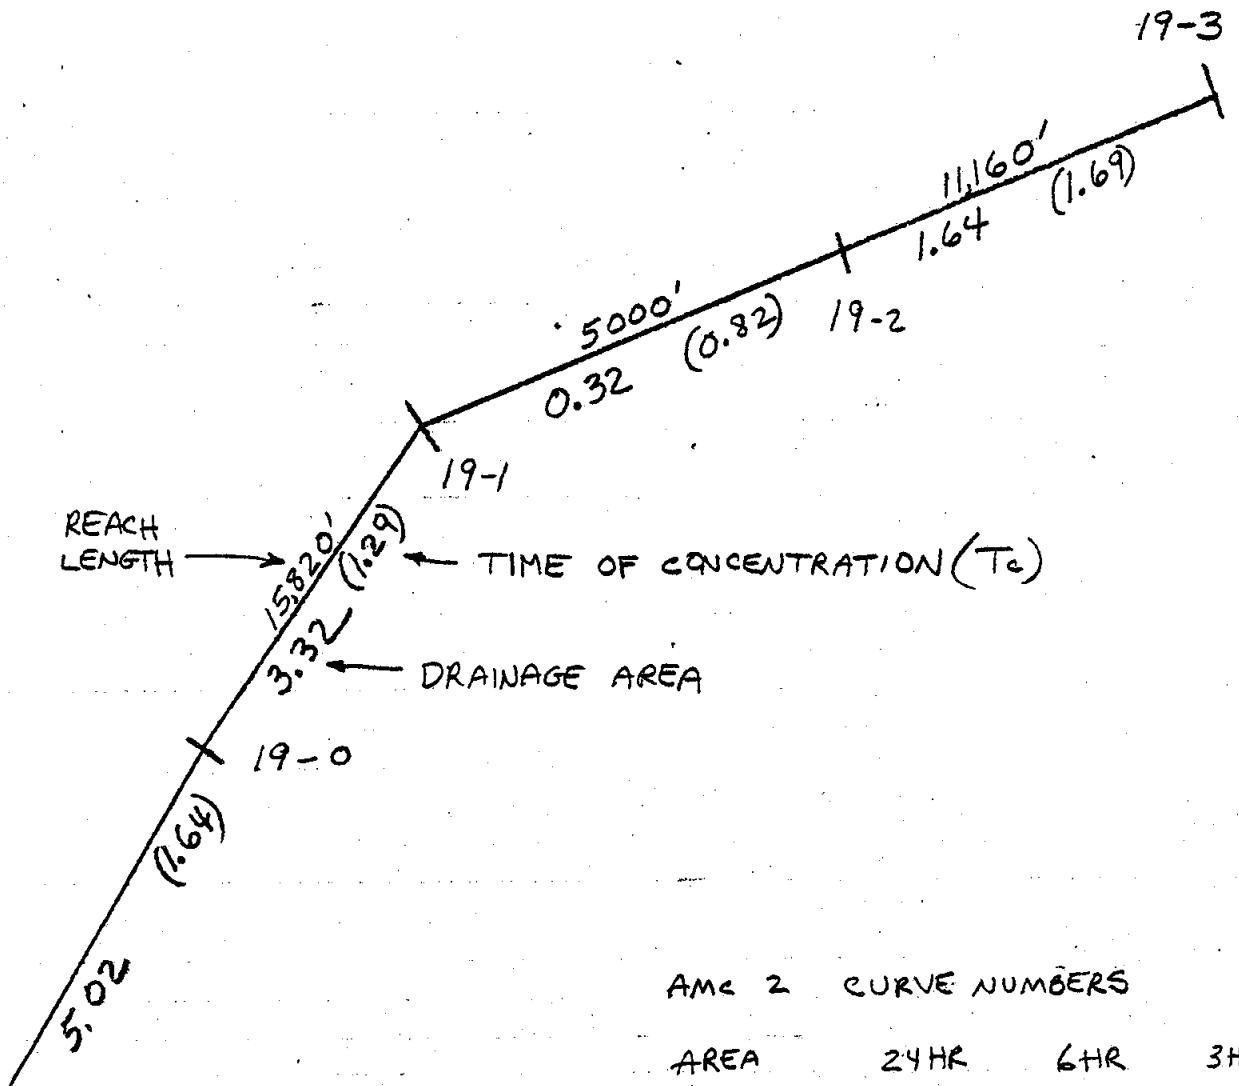 19-3
11,160'
(1.69)
1.64
5000'
(0.82)
19-2
0.32
19-1
REACH
LENGTH
15,820'
(1.29)
TIME OF CONCENTRATION (Tc)
3.32
DRAINAGE AREA
19-0
(1.64)
5.02
AMC 2 CURVE NUMBERS
AREA 24HR 6HR 3H